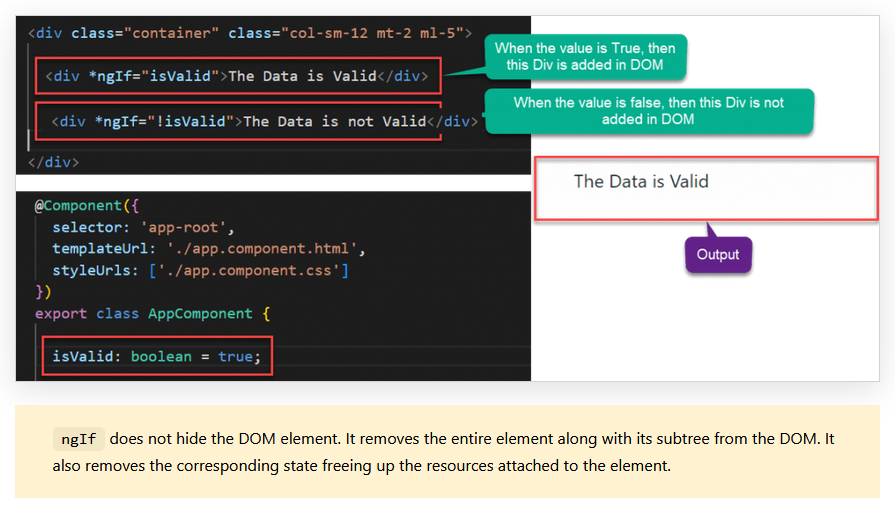 <div class="container" class="col-sm-12 mt-2 ml-5">
<div *ngIf="isValid">The Data is Valid</div>
<div *ngIf="!isValid">The Data is not Valid</div>
</div>
When the value is True, then
this Div is added in DOM
When the value is false, then this Div is not
added in DOM
@Component({
selector: 'app-root',
templateUrl: './app.component.html',
styleUrls: ['./app.component.css']
})
export class AppComponent {
isValid: boolean = true;
The Data is Valid
Output
ngIf does not hide the DOM element. It removes the entire element along with its subtree from the DOM. It
also removes the corresponding state freeing up the resources attached to the element.